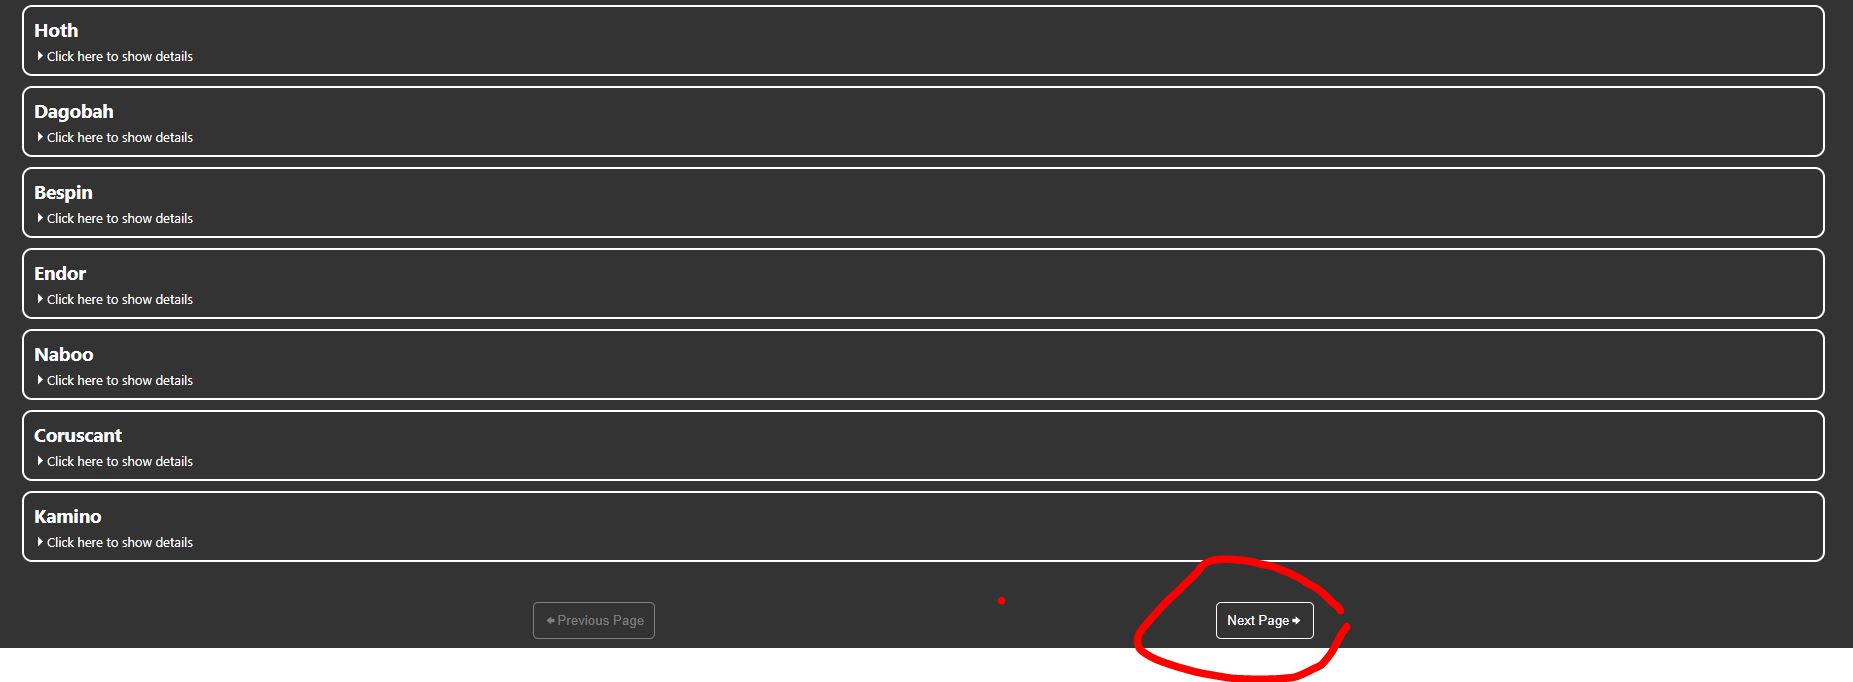 Hoth
Click here to show details
Dagobah
Click here to show details
Bespin
Click here to show details
Endor
Click here to show details
Naboo
Click here to show details
Coruscant
Click here to show details
Kamino
Click here to show details
Previous Page
Next Page